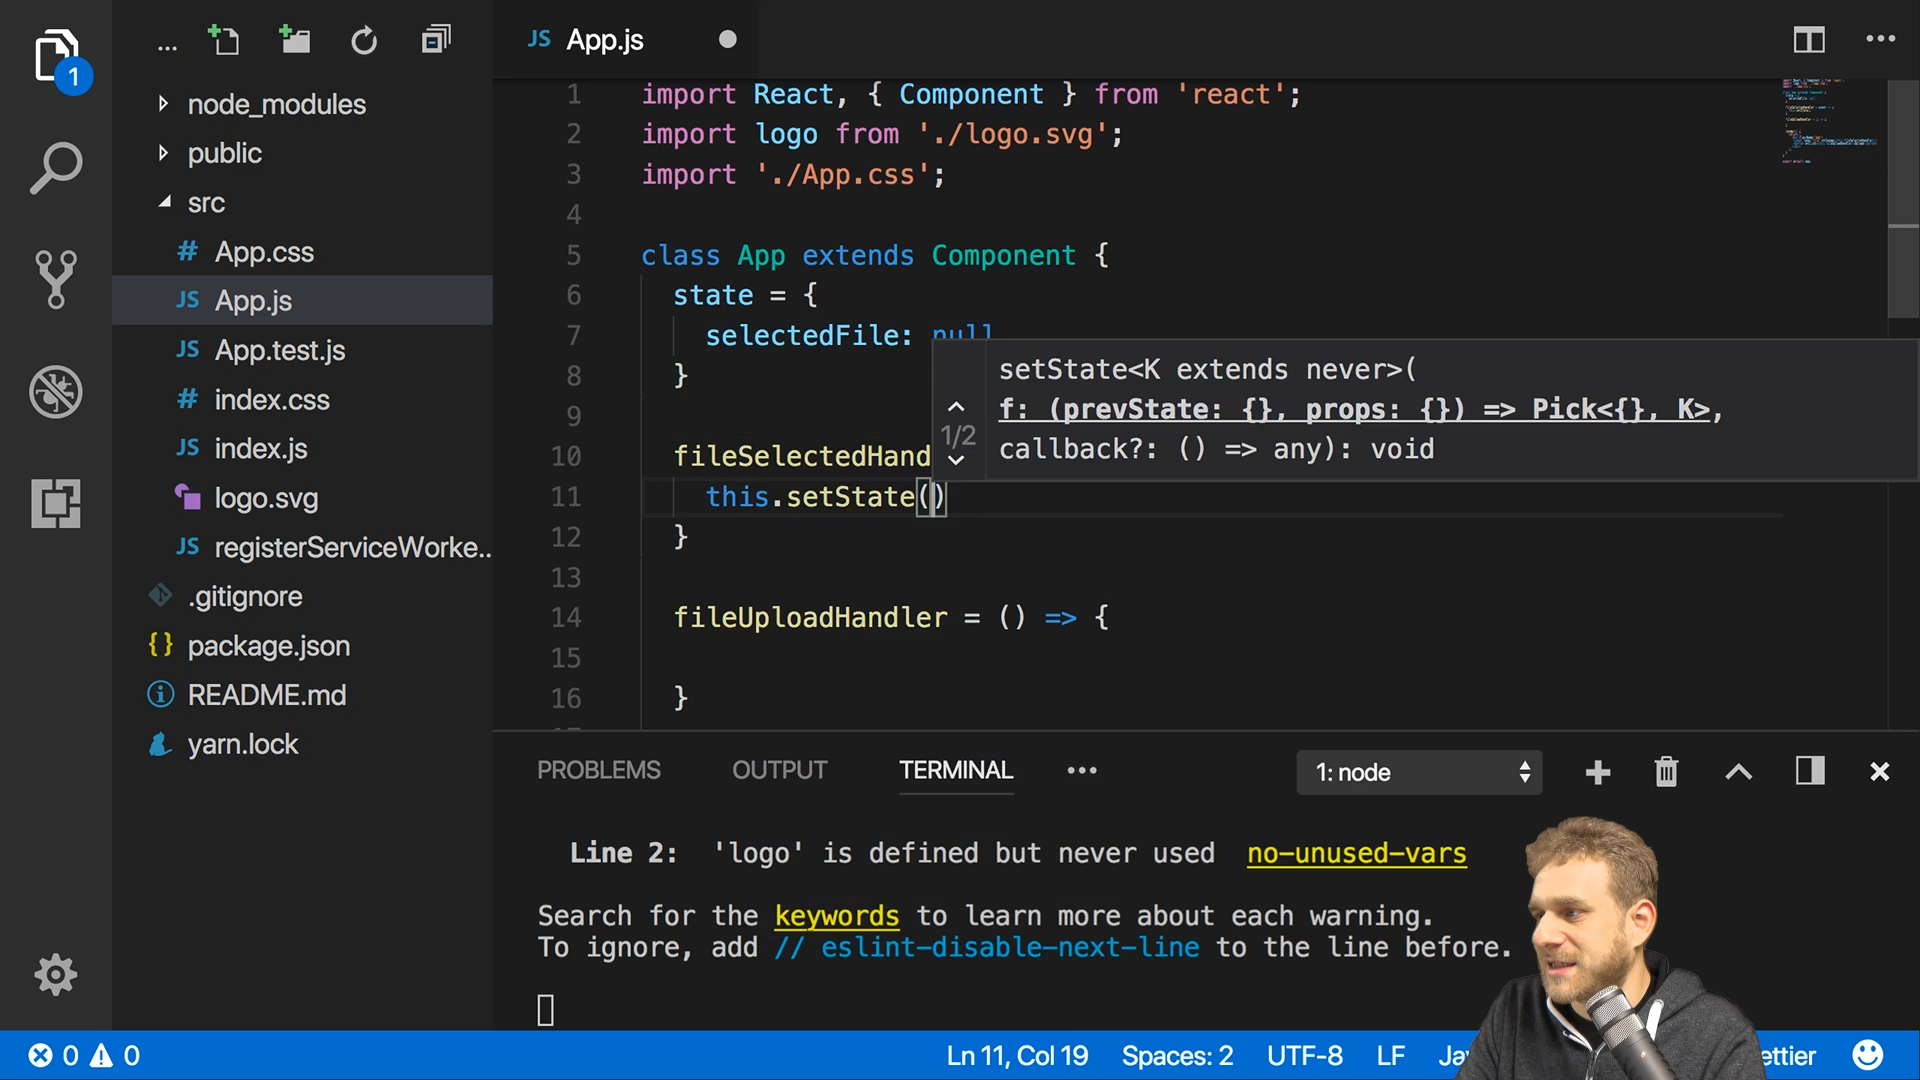 1
...
node_modules
public
src
# App.css
JS App.js
JS App.test.js
# index.css
JS index.js
logo.svg
JS registerServiceWorke..
.gitignore
{} package.json
README.md
yarn.lock
JS App.js
1 import React, { Component } from 'react';
2 import logo from './logo.svg';
3 import './App.css';
4
5 class App extends Component {
6 state = {
7 selectedFile: null
8 }
9
10 fileSelectedHand
11 this.setState()
12 }
13
14 fileUploadHandler = () => {
15
16 }
setState<K extends never>(
1/2 f: (prevState: {}, props: {}) => Pick<{}, K>,
callback?: () => any): void
PROBLEMS OUTPUT TERMINAL ... 1: node
Line 2: 'logo' is defined but never used no-unused-vars
Search for the keywords to learn more about each warning.
To ignore, add // eslint-disable-next-line to the line before.
0 0 Ln 11, Col 19 Spaces: 2 UTF-8 LF